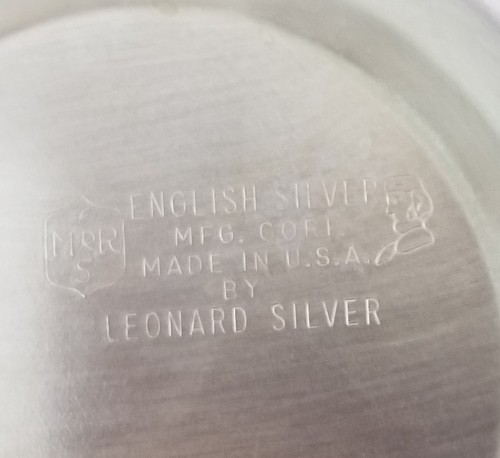 ENGLISH SILVER
MFG. CORP.
MADE IN U.S.A.
BY
LEONARD SILVER
M&R
S